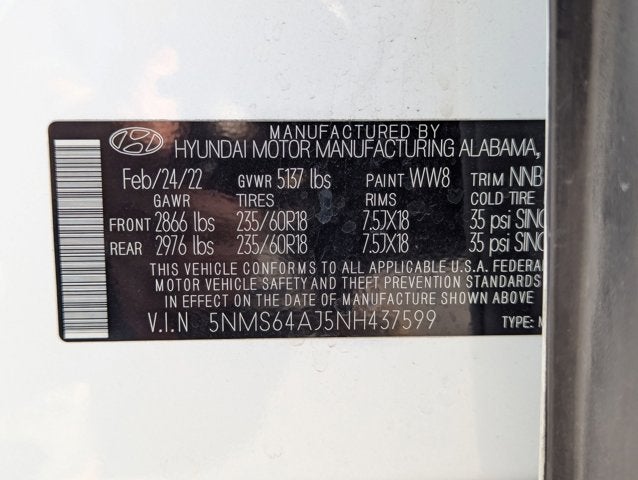 MANUFACTURED BY
HYUNDAI MOTOR MANUFACTURING ALABAMA,
Feb/24/22 GVWR 5137 lbs PAINT WW8 TRIM NNB
GAWR TIRES RIMS COLD TIRE
FRONT 2866 lbs 235/60R18 7.5JX18 35 psi SING
REAR 2976 lbs 235/60R18 7.5JX18 35 psi SING
THIS VEHICLE CONFORMS TO ALL APPLICABLE U.S.A. FEDERAL
MOTOR VEHICLE SAFETY AND THEFT PREVENTION STANDARDS
IN EFFECT ON THE DATE OF MANUFACTURE SHOWN ABOVE
V.I.N 5NMS64AJ5NH437599 TYPE: